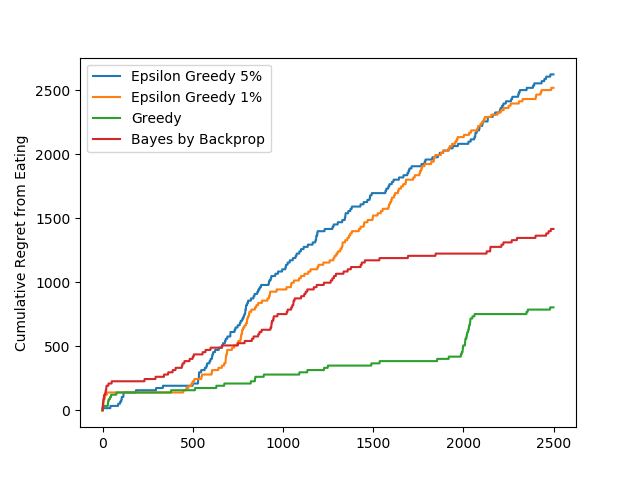 Epsilon Greedy 5%
Epsilon Greedy 1%
Greedy
Bayes by Backprop
Cumulative Regret from Eating
2500
2000
1500
1000
500
0
0 500 1000 1500 2000 2500